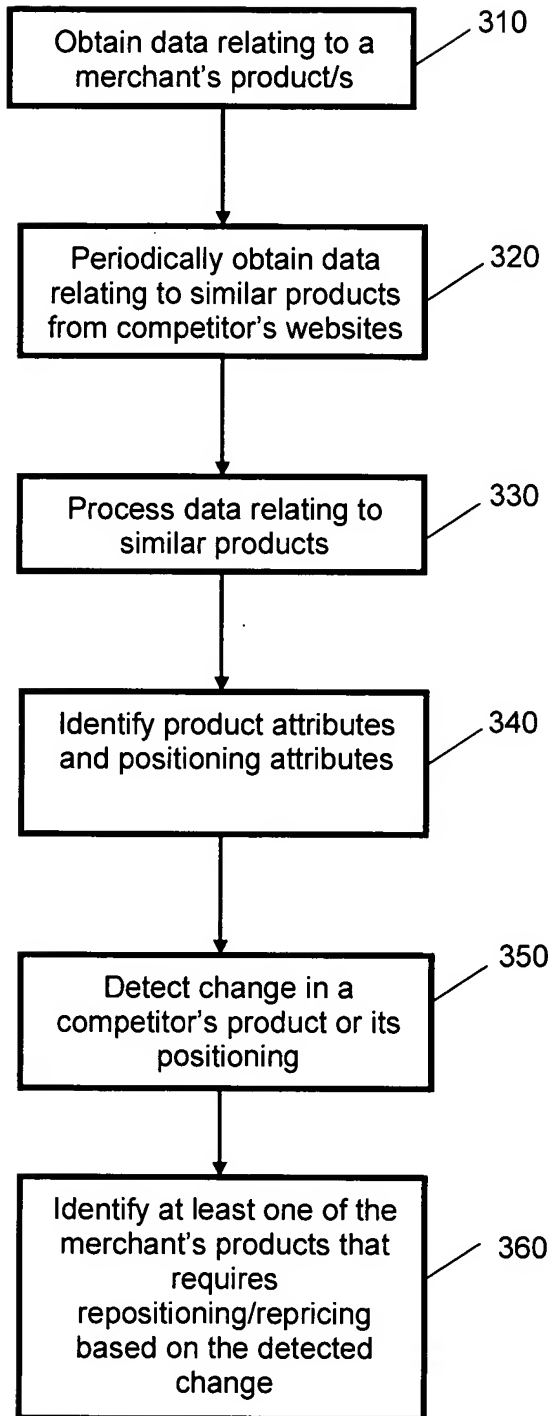 Obtain data relating to a
merchant's product/s
310
Periodically obtain data
relating to similar products
from competitor's websites
320
Process data relating to
similar products
330
Identify product attributes
and positioning attributes
340
Detect change in a
competitor's product or its
positioning
350
Identify at least one of the
merchant's products that
requires
repositioning/repricing
based on the detected
change
360